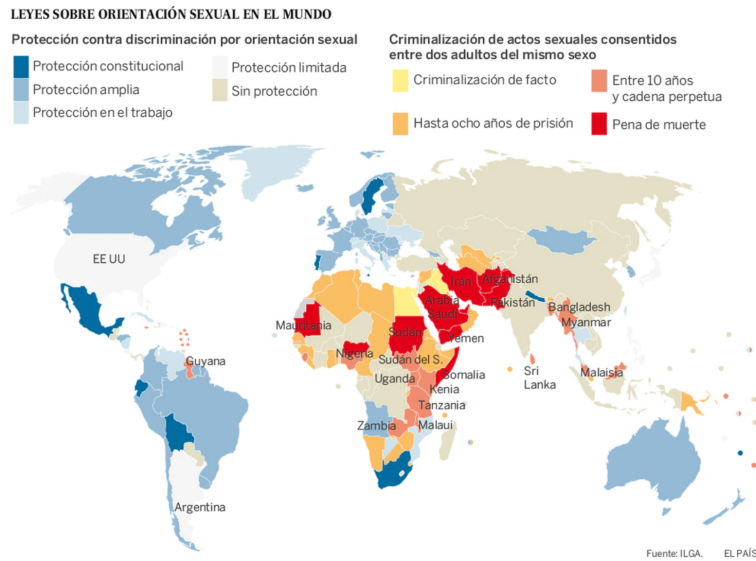 LEYES SOBRE ORIENTACIÓN SEXUAL EN EL MUNDO
Protección contra discriminación por orientación sexual
Protección constitucional
Protección amplia
Protección en el trabajo
Protección limitada
Sin protección
Criminalización de actos sexuales consentidos
entre dos adultos del mismo sexo
Criminalización de facto
Hasta ocho años de prisión
Entre 10 años
y cadena perpetua
Pena de muerte
EE UU
Irán
Afganistán
Arabia
Saudí
Pakistán
Bangladesh
Myanmar
Mauritania
Sudán
Yemen
Nigeria
Sudán del S.
Guyana
Somalia
Sri
Lanka
Malaisia
Uganda
Kenia
Tanzania
Zambia
Malaui
Argentina
Fuente: ILGA.
EL PAÍS